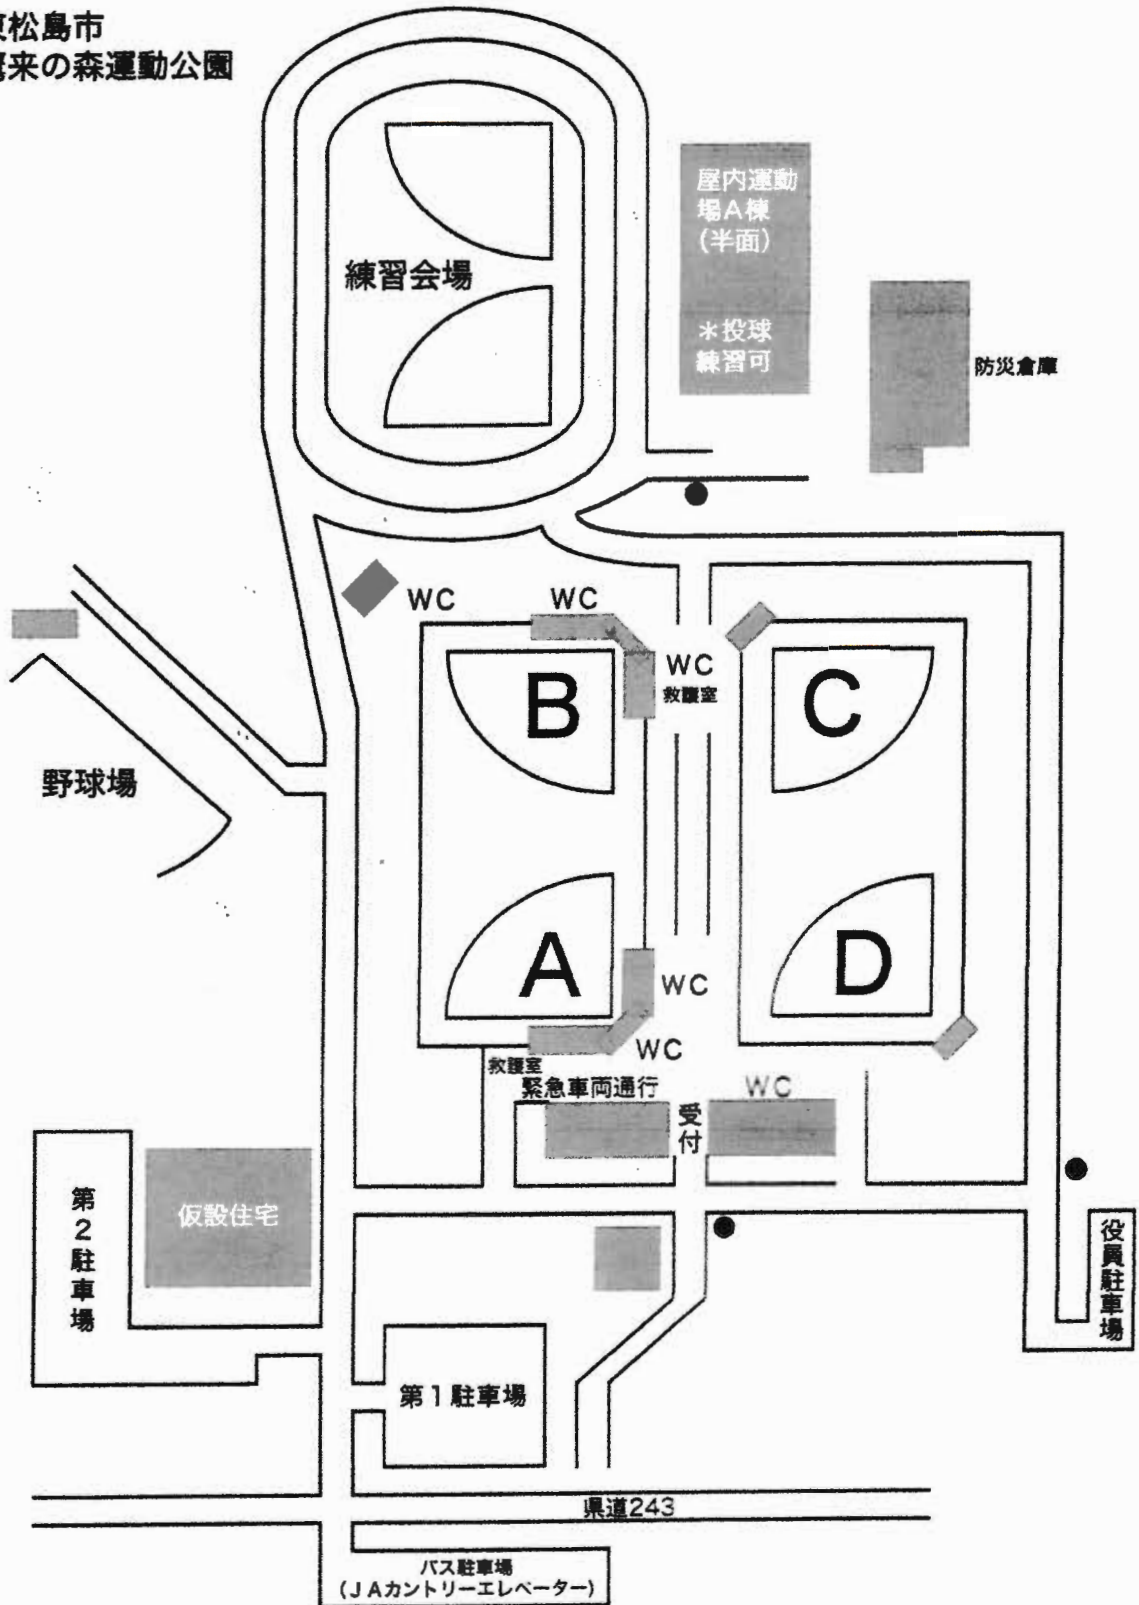 松島市
来の森運動公園
屋内運動
場A棟
(半面)
練習会場
*投球
練習可
防災倉庫
WC
WC
WC
救護室
B
C
野球場
A
D
WC
WC
救護室
緊急車両通行
WC
受付
第2駐車場
仮設住宅
役員駐車場
第1駐車場
県道243
バス駐車場
(JAカントリーエレベーター)